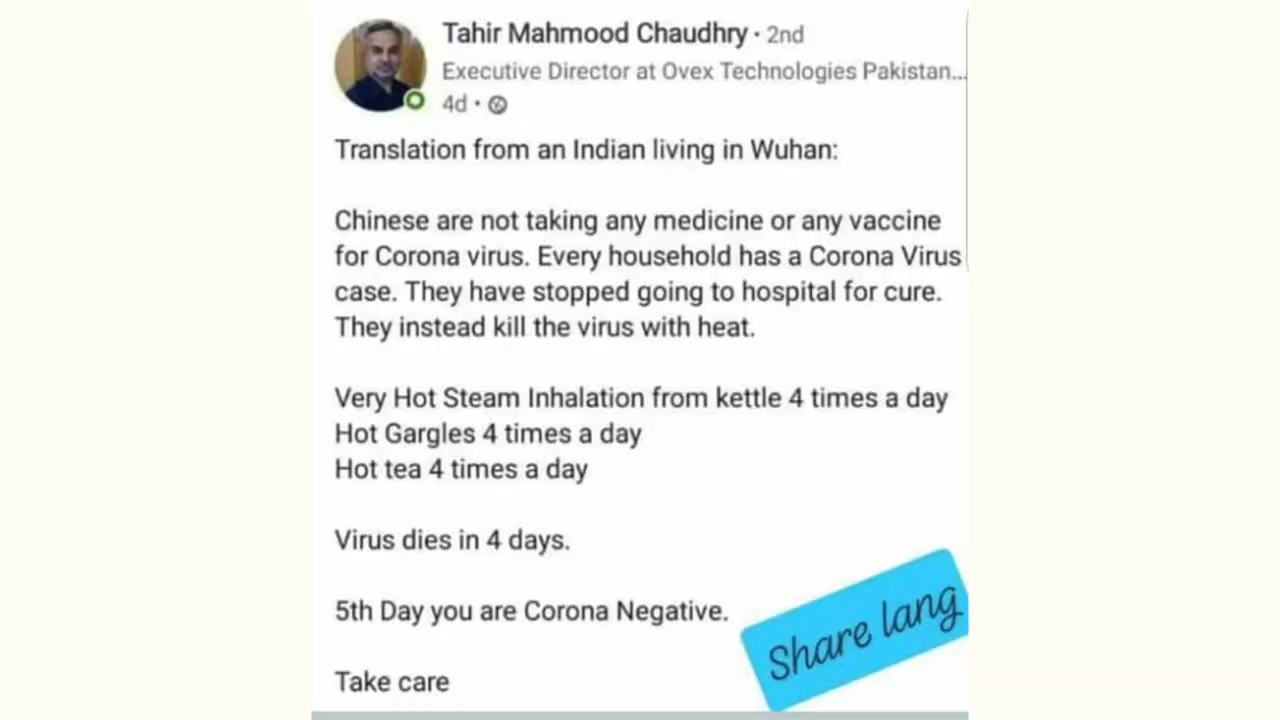 Tahir Mahmood Chaudhry · 2nd
Executive Director at Ovex Technologies Pakistan...
4d ·
Translation from an Indian living in Wuhan:
Chinese are not taking any medicine or any vaccine
for Corona virus. Every household has a Corona Virus
case. They have stopped going to hospital for cure.
They instead kill the virus with heat.
Very Hot Steam Inhalation from kettle 4 times a day
Hot Gargles 4 times a day
Hot tea 4 times a day
Virus dies in 4 days.
5th Day you are Corona Negative.
Share lang
Take care